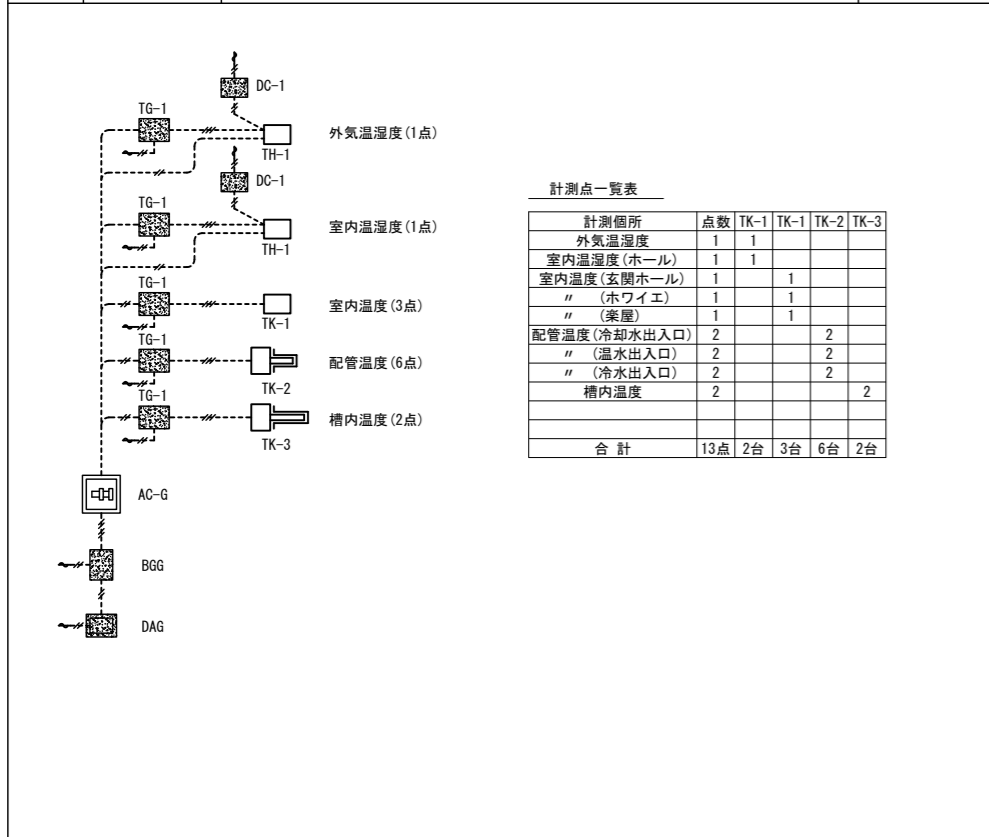 DC-1
TG-1
外気温湿度(1点)
TH-1
DC-1
TG-1
室内温湿度(1点)
TH-1
TG-1
室内温度(3点)
TK-1
TG-1
配管温度(6点)
TK-2
TG-1
槽内温度(2点)
TK-3
AC-G
BGG
DAG
計測点一覧表
計測個所 点数 TK-1 TK-1 TK-2 TK-3
外気温湿度 1 1
室内温湿度(ホール) 1 1
室内温度(玄関ホール) 1 1
〃 (ホワイエ) 1 1
〃 (楽屋) 1 1
配管温度(冷却水出入口) 2 2
〃 (温水出入口) 2 2
〃 (冷水出入口) 2 2
槽内温度 2 2
合 計 13点 2台 3台 6台 2台